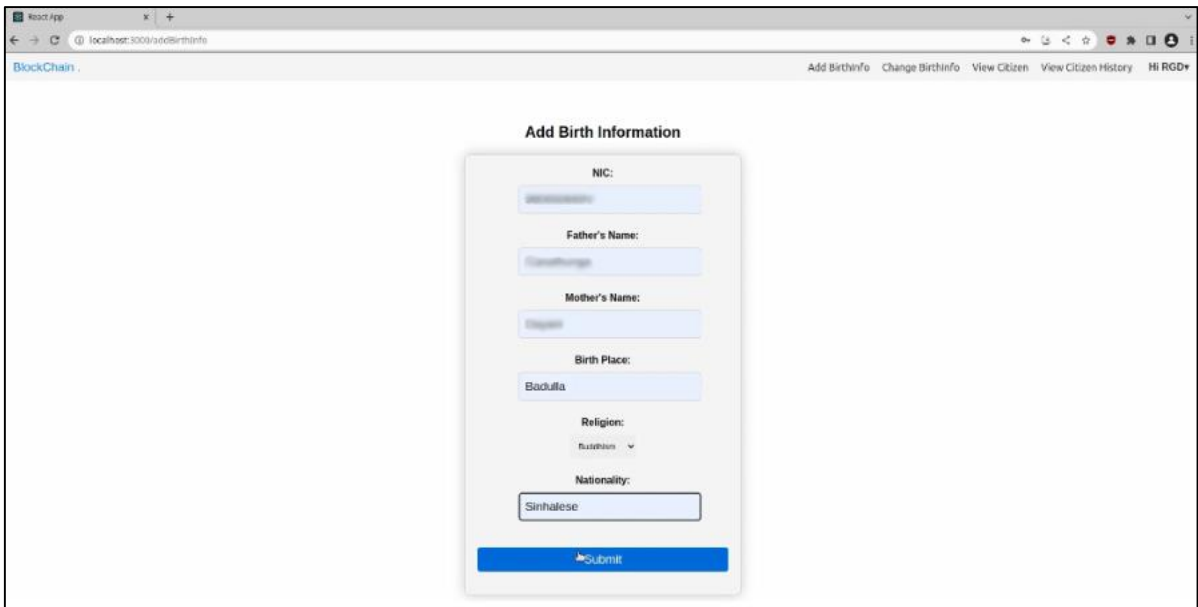 React App
localhost:3000/addBirthInfo
BlockChain .
Add BirthInfo Change BirthInfo View Citizen View Citizen History Hi RGD▾
Add Birth Information
NIC:
Father's Name:
Mother's Name:
Birth Place:
Badulla
Religion:
Buddhism
Nationality:
Sinhalese
Submit